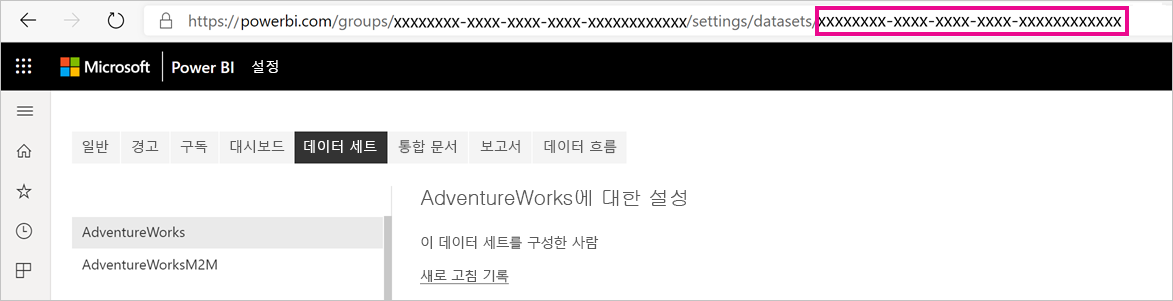 https://powerbi.com/groups/xxxxxxxx-xxxx-xxxx-xxxx-xxxxxxxxxxxx/settings/datasets/xxxxxxxx-xxxx-xxxx-xxxx-xxxxxxxxxxxx
Microsoft Power BI 설정
일반 경고 구독 대시보드 데이터 세트 통합 문서 보고서 데이터 흐름
AdventureWorks에 대한 설정
AdventureWorks
이 데이터 세트를 구성한 사람
AdventureWorksM2M
새로 고침 기록